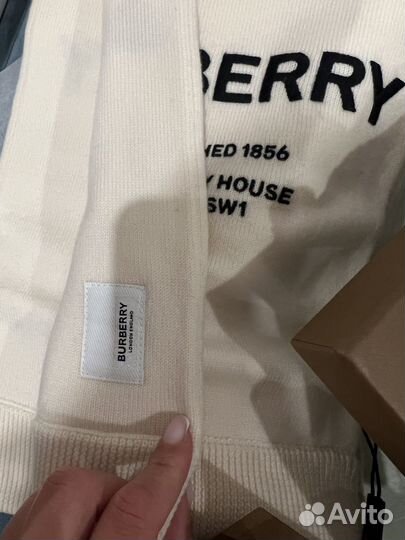 BERRY
HED 1856
Y HOUSE
SW1
BURBERRY
LONDON ENGLAND
Avito